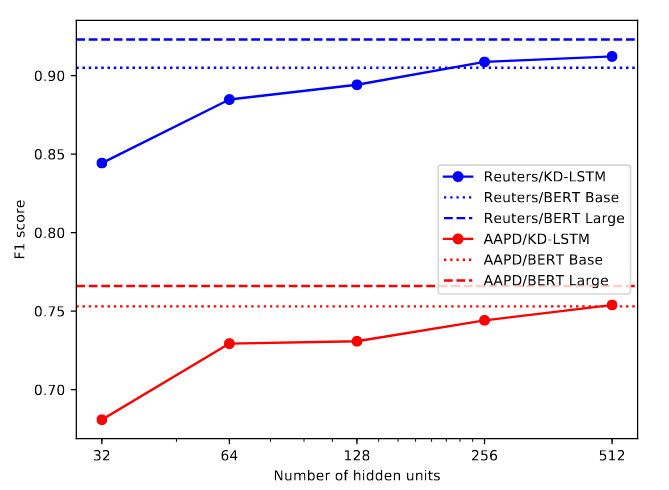 0.90
0.85
0.80
0.75
0.70
F1 score
Reuters/KD-LSTM
Reuters/BERT Base
Reuters/BERT Large
AAPD/KD-LSTM
AAPD/BERT Base
AAPD/BERT Large
32 64 128 256 512
Number of hidden units